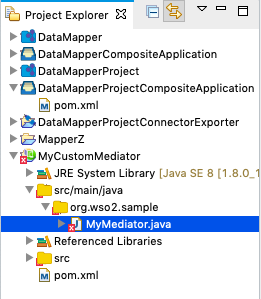 Project Explorer
DataMapper
DataMapperCompositeApplication
DataMapperProject
DataMapperProjectCompositeApplication
pom.xml
DataMapperProjectConnectorExporter
MapperZ
MyCustomMediator
JRE System Library [Java SE 8 [1.8.0_1
src/main/java
org.wso2.sample
MyMediator.java
Referenced Libraries
src
pom.xml